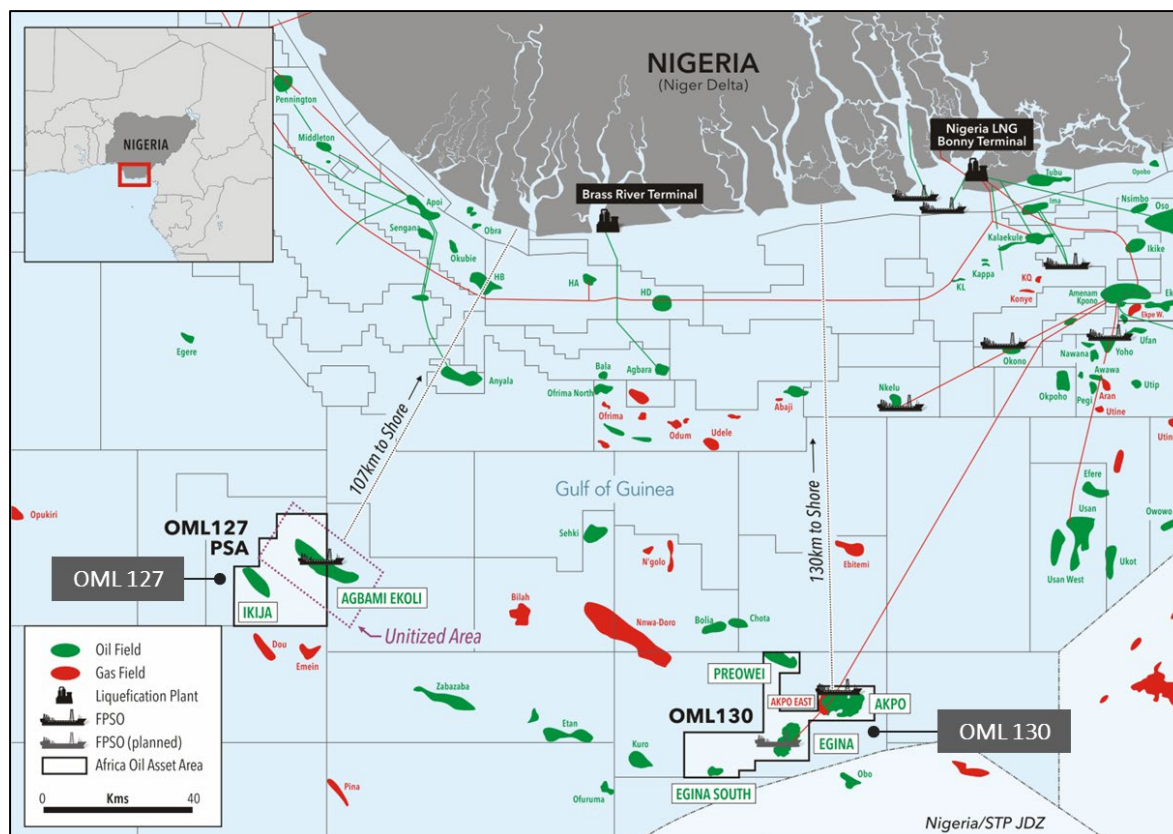 NIGERIA
NIGERIA
(Niger Delta)
Nigeria LNG
Bonny Terminal
Brass River Terminal
Pennington
Middleton
Apoi
Sengana
Obra
Okubie
HB
HA
HD
Tubu
Opobo
Ima
Nsimbo
Oso
Kalaekule
Ikike
Kappa
KL
KQ
Konye
Amenam
Kpono
Ek
Ekpe W.
Ufan
Yoho
Nawana
Okono
Awawa
Okpoho
Pegi
Aran
Utip
Utine
Utin
Nkelu
Egere
Anyala
Bala
Agbara
Ofrima North
Ofrima
Odum
Udele
Abaji
107km to Shore
130km to Shore
Gulf of Guinea
Efere
Usan
Owowo
Usan West
Ukot
Opukiri
OML127
PSA
OML 127
IKIJA
AGBAMI EKOLI
Unitized Area
Sehki
N'golo
Ebitemi
Bilah
Nnwa-Doro
Bolia
Chota
Dou
Emein
Zabazaba
Etan
Kuro
Ofuruma
Pina
PREOWEI
AKPO EAST
AKPO
OML130
OML 130
EGINA
EGINA SOUTH
Obo
Nigeria/STP JDZ
Oil Field
Gas Field
Liquefication Plant
FPSO
FPSO (planned)
Africa Oil Asset Area
0 Kms 40